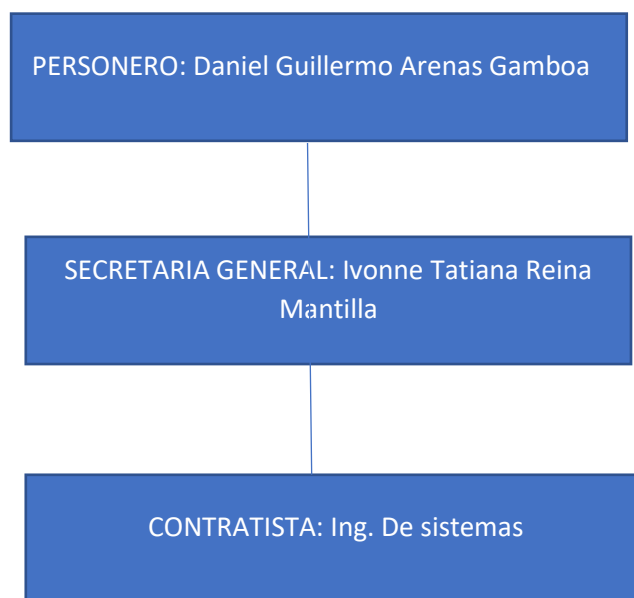 PERSONERO: Daniel Guillermo Arenas Gamboa
SECRETARIA GENERAL: Ivonne Tatiana Reina
Mantilla
CONTRATISTA: Ing. De sistemas